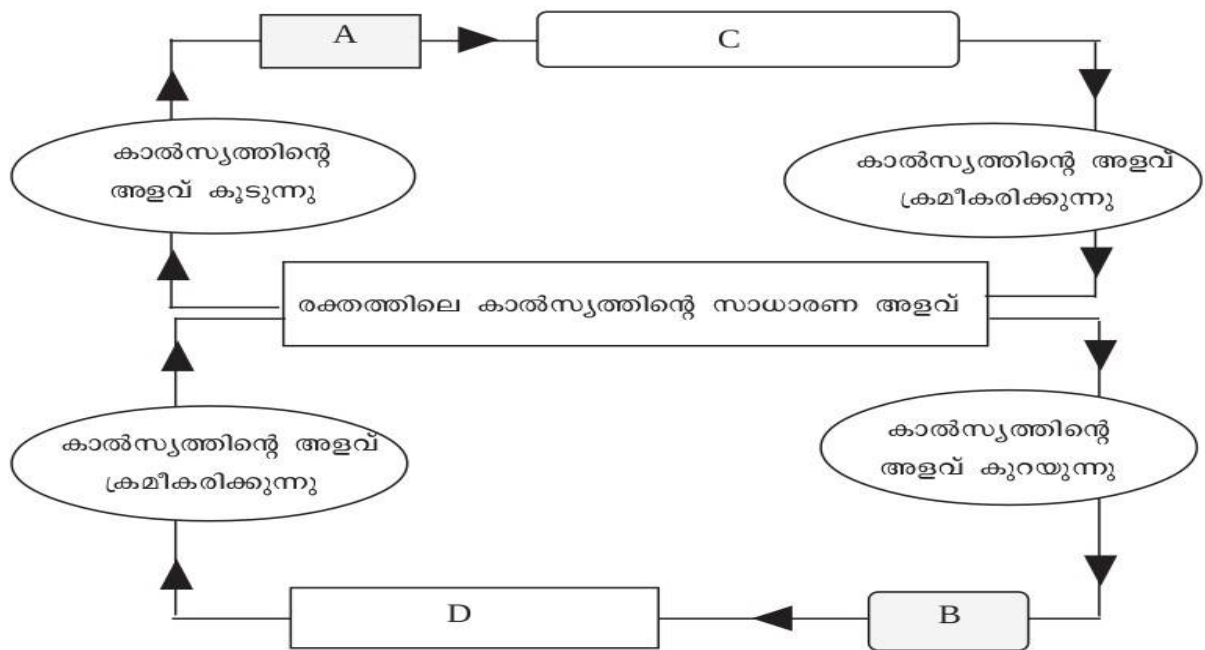 A
C
കാൽസ്യത്തിന്റെ
അളവ് കൂടുന്നു
കാൽസ്യത്തിന്റെ അളവ്
ക്രമീകരിക്കുന്നു
രക്തത്തിലെ കാൽസ്യത്തിന്റെ സാധാരണ അളവ്
കാൽസ്യത്തിന്റെ അളവ്
ക്രമീകരിക്കുന്നു
കാൽസ്യത്തിന്റെ
അളവ് കുറയുന്നു
D
B